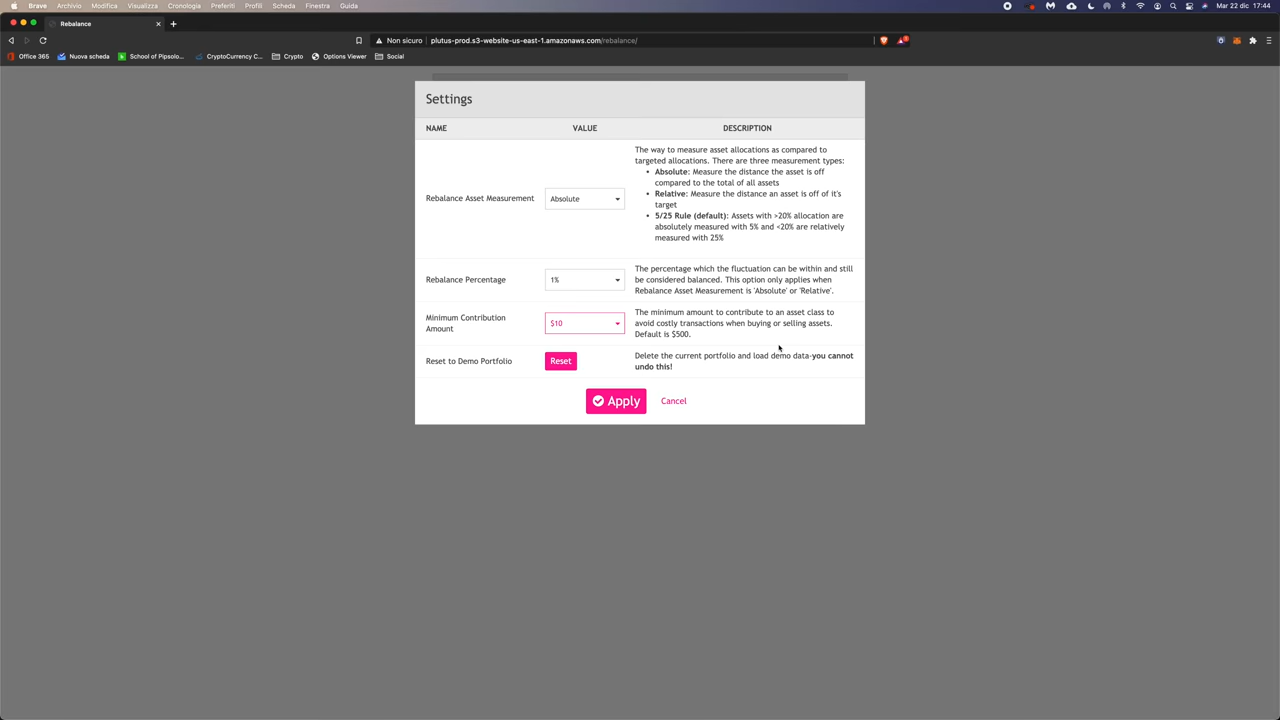 Brave Archivio Modifica Visualizza Cronologia Preferiti Profili Scheda Finestra Guida Mar 22 dic 17:44
Rebalance
Non sicuro plutus-prod.s3-website-us-east-1.amazonaws.com/rebalance/
Office 365 Nuova scheda School of Pipsolo... CryptoCurrency C... Crypto Options Viewer Social
Settings
NAME VALUE DESCRIPTION
The way to measure asset allocations as compared to
targeted allocations. There are three measurement types:
• Absolute: Measure the distance the asset is off
compared to the total of all assets
Rebalance Asset Measurement Absolute
• Relative: Measure the distance an asset is off of it's
target
• 5/25 Rule (default): Assets with >20% allocation are
absolutely measured with 5% and <20% are relatively
measured with 25%
Rebalance Percentage 1%
The percentage which the fluctuation can be within and still
be considered balanced. This option only applies when
Rebalance Asset Measurement is 'Absolute' or 'Relative'.
Minimum Contribution
Amount
$10
The minimum amount to contribute to an asset class to
avoid costly transactions when buying or selling assets.
Default is $500.
Reset to Demo Portfolio Reset
Delete the current portfolio and load demo data-you cannot
undo this!
Apply Cancel